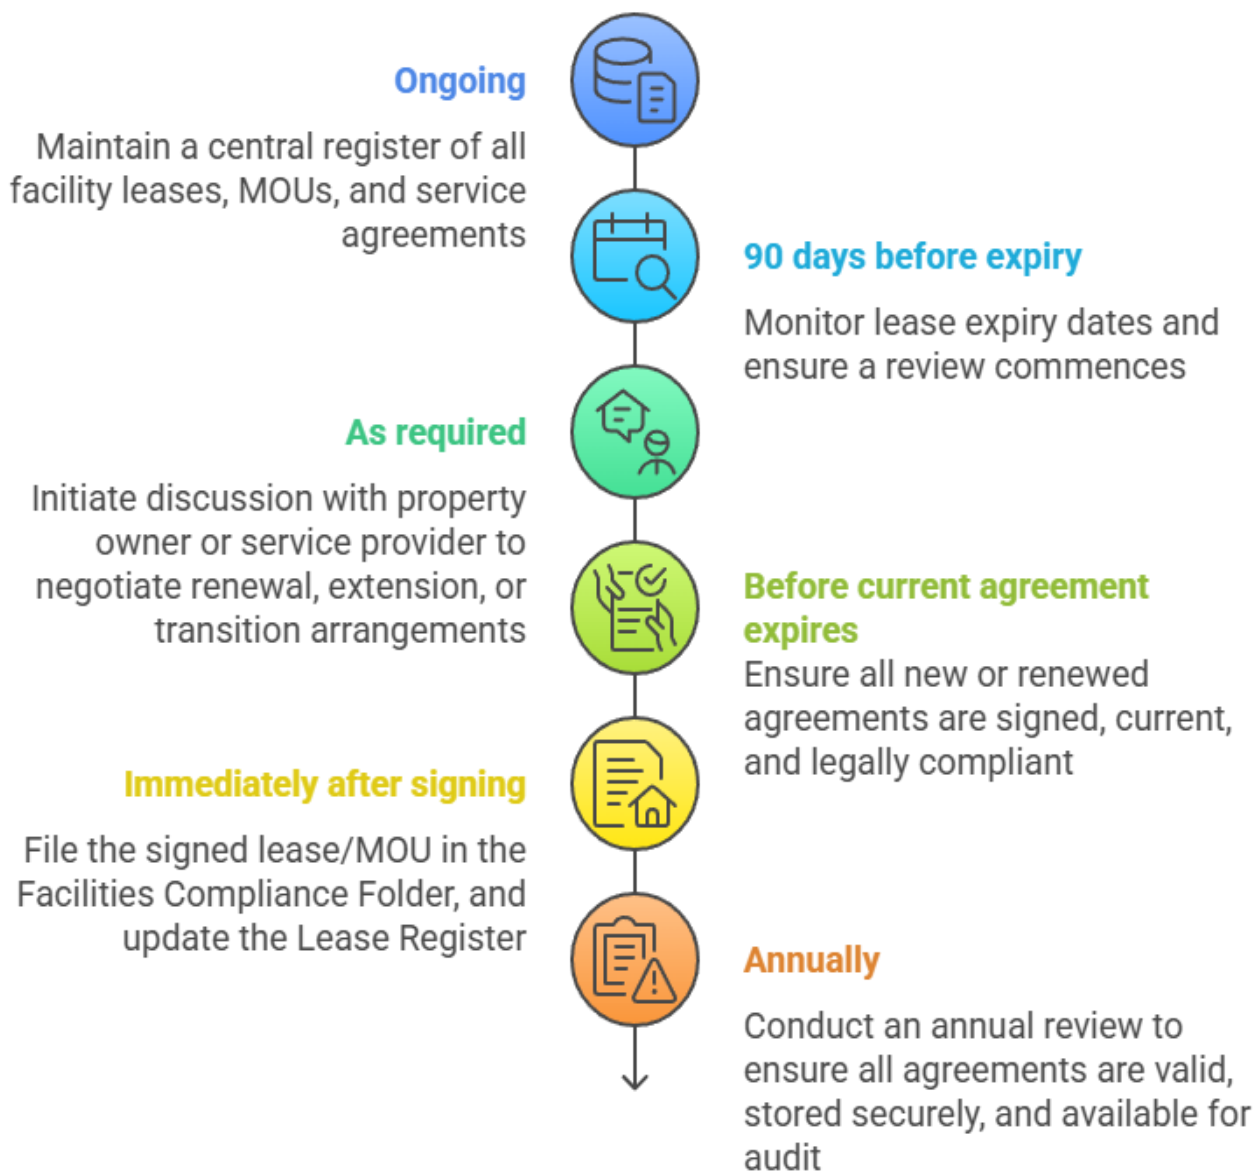 Ongoing
Maintain a central register of all
facility leases, MOUs, and service
agreements
90 days before expiry
Monitor lease expiry dates and
ensure a review commences
As required
Initiate discussion with property
owner or service provider to
negotiate renewal, extension, or
transition arrangements
Before current agreement
expires
Ensure all new or renewed
agreements are signed, current,
and legally compliant
Immediately after signing
File the signed lease/MOU in the
Facilities Compliance Folder, and
update the Lease Register
Annually
Conduct an annual review to
ensure all agreements are valid,
stored securely, and available for
audit